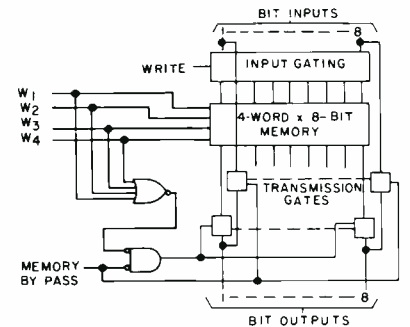 BIT INPUTS
1 8
WRITE INPUT GATING
W1
W2
W3
W4
4-WORD x 8-BIT
MEMORY
TRANSMISSION
GATES
MEMORY
BY PASS
1 8
BIT OUTPUTS